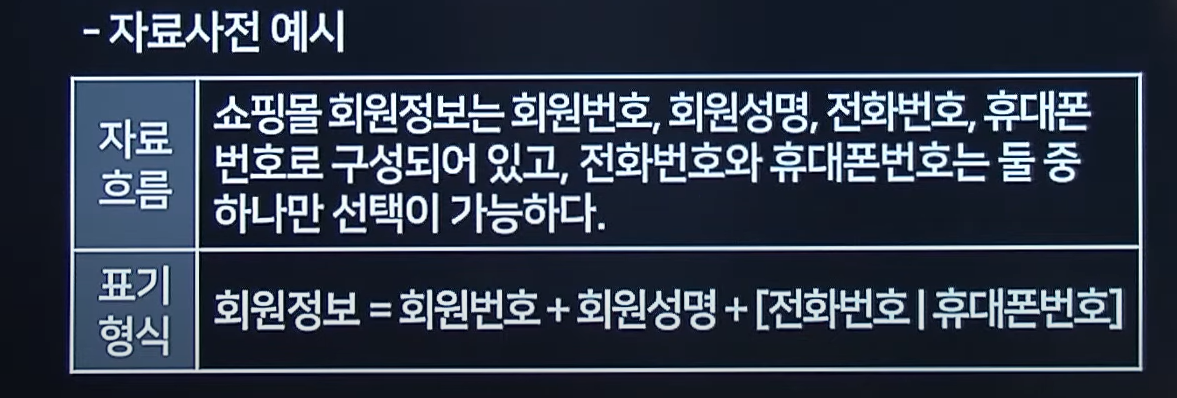 - 자료사전 예시
자료
흐름
쇼핑몰 회원정보는 회원번호, 회원성명, 전화번호, 휴대폰
번호로 구성되어 있고, 전화번호와 휴대폰번호는 둘 중
하나만 선택이 가능하다.
표기
형식
회원정보 = 회원번호 + 회원성명 + [전화번호 | 휴대폰번호]